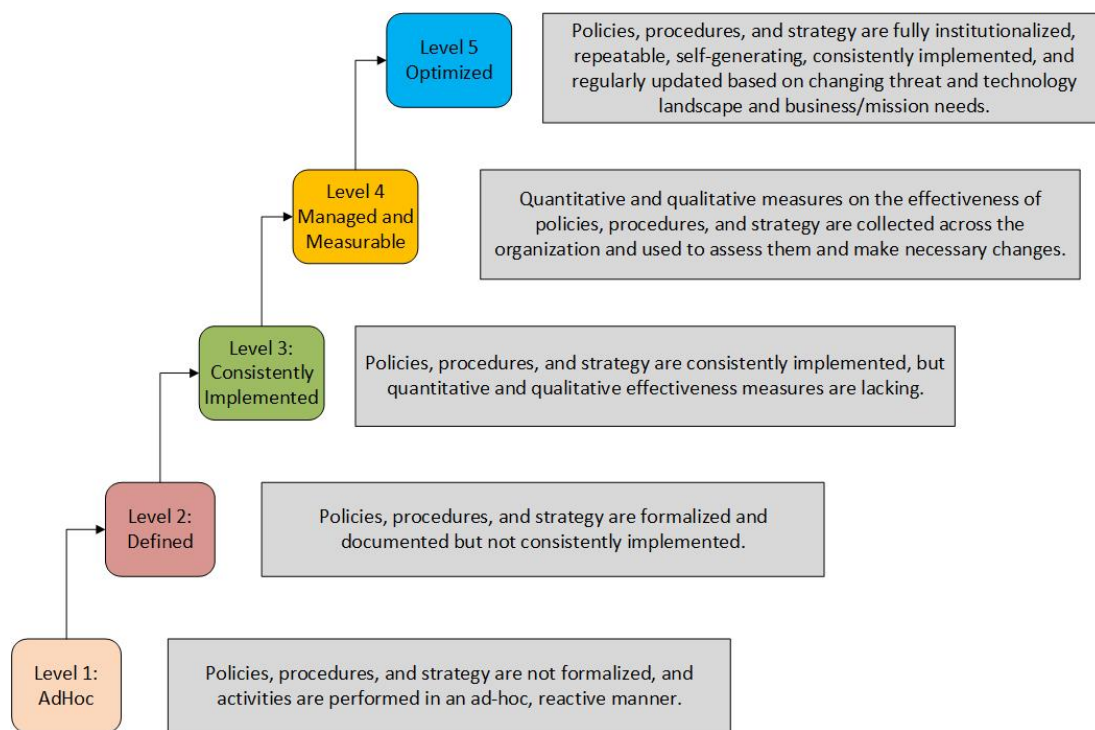 Level 5
Optimized
Policies, procedures, and strategy are fully institutionalized,
repeatable, self-generating, consistently implemented, and
regularly updated based on changing threat and technology
landscape and business/mission needs.
Level 4
Managed and
Measurable
Quantitative and qualitative measures on the effectiveness of
policies, procedures, and strategy are collected across the
organization and used to assess them and make necessary changes.
Level 3:
Consistently
Implemented
Policies, procedures, and strategy are consistently implemented, but
quantitative and qualitative effectiveness measures are lacking.
Level 2:
Defined
Policies, procedures, and strategy are formalized and
documented but not consistently implemented.
Level 1:
AdHoc
Policies, procedures, and strategy are not formalized, and
activities are performed in an ad-hoc, reactive manner.